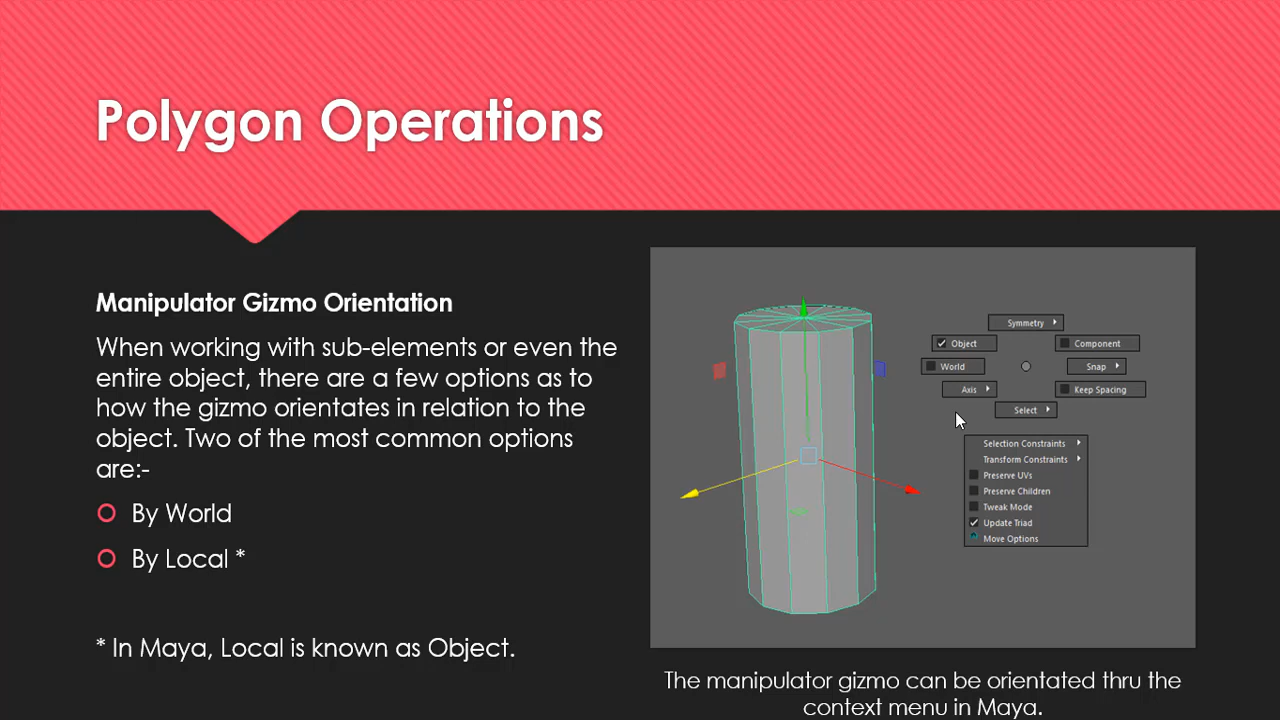 Polygon Operations
Manipulator Gizmo Orientation
When working with sub-elements or even the
entire object, there are a few options as to
how the gizmo orientates in relation to the
object. Two of the most common options
are:-
By World
By Local *
* In Maya, Local is known as Object.
Symmetry
Object
Component
World
Snap
Axis
Keep Spacing
Select
Selection Constraints
Transform Constraints
Preserve UVs
Preserve Children
Tweak Mode
Update Triad
Move Options
The manipulator gizmo can be orientated thru the
context menu in Maya.